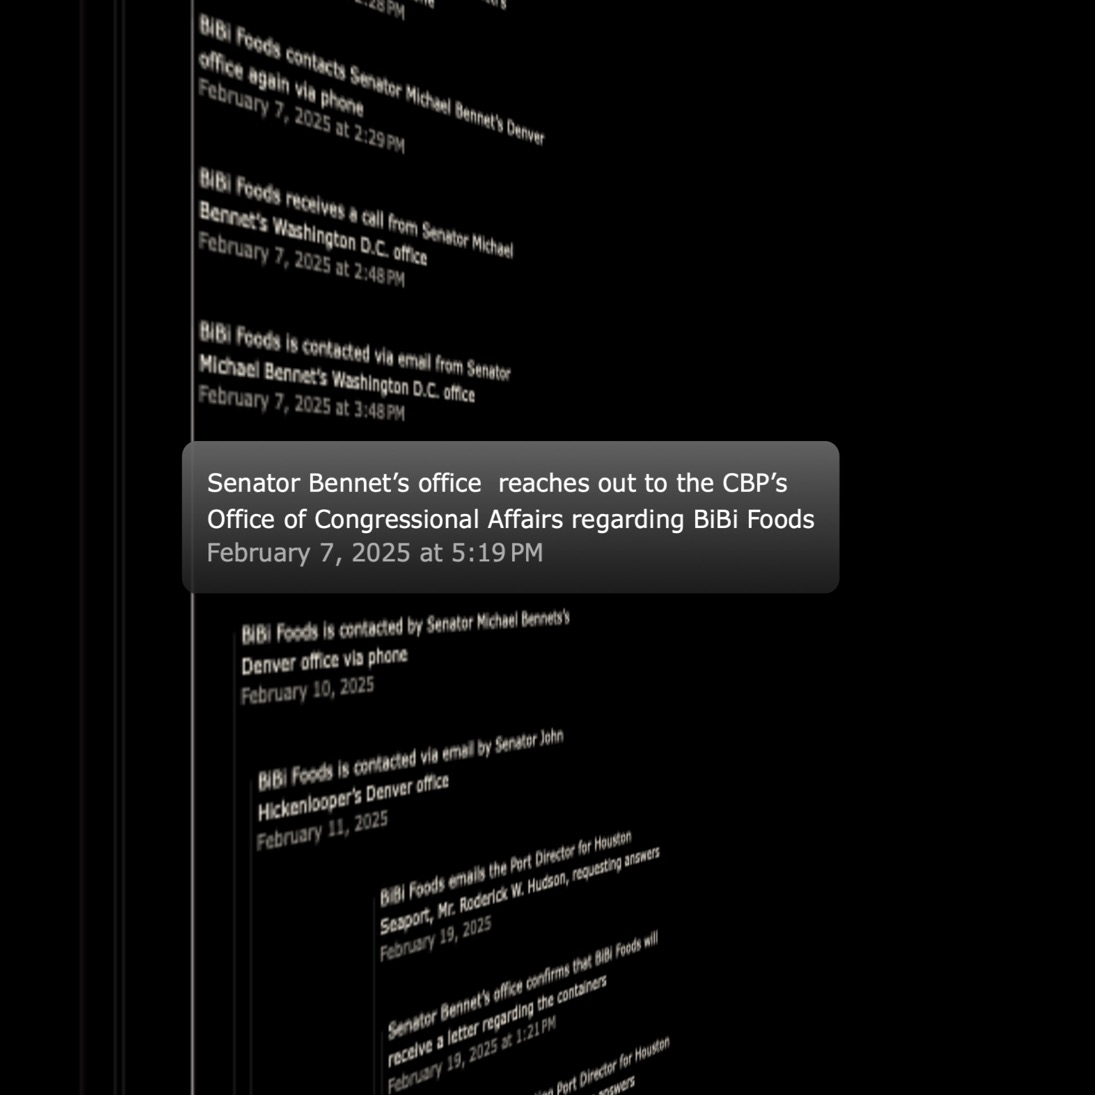 BiBi Foods contacts Senator Michael Bennet's Denver
office again via phone
February 7, 2025 at 2:29 PM
BiBi Foods receives a call from Senator Michael
Bennet's Washington D.C. office
February 7, 2025 at 2:48 PM
BiBi Foods is contacted via email from Senator
Michael Bennet's Washington D.C. office
February 7, 2025 at 3:48 PM
Senator Bennet’s office  reaches out to the CBP’s
Office of Congressional Affairs regarding BiBi Foods
February 7, 2025 at 5:19 PM
BiBi Foods is contacted by Senator Michael Bennets's
Denver office via phone
February 10, 2025
BiBi Foods is contacted via email by Senator John
Hickenlooper's Denver office
February 11, 2025
BiBi Foods emails the Port Director for Houston
Seaport, Mr. Roderick W. Hudson, requesting answers
February 19, 2025
Senator Bennet's office confirms that BiBi Foods will
receive a letter regarding the containers
February 19, 2025 at 1:21 PM
Port Director for Houston
answers